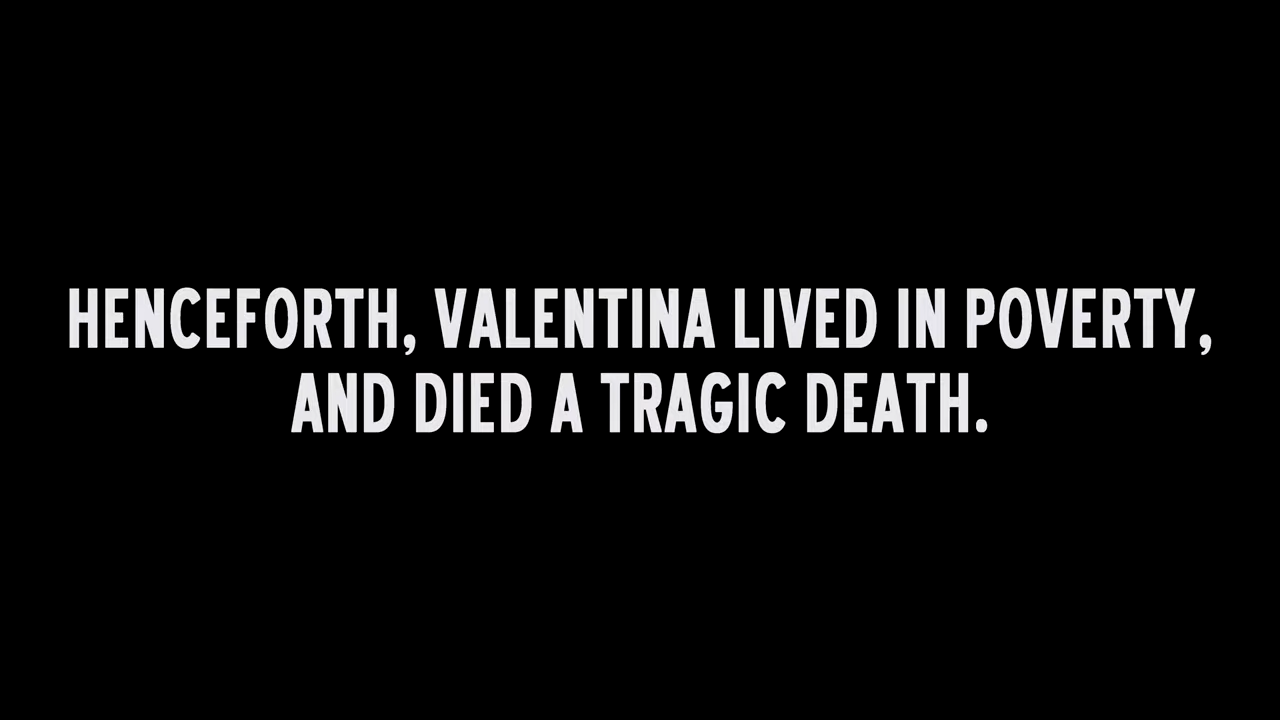 HENCEFORTH, VALENTINA LIVED IN POVERTY,
AND DIED A TRAGIC DEATH.